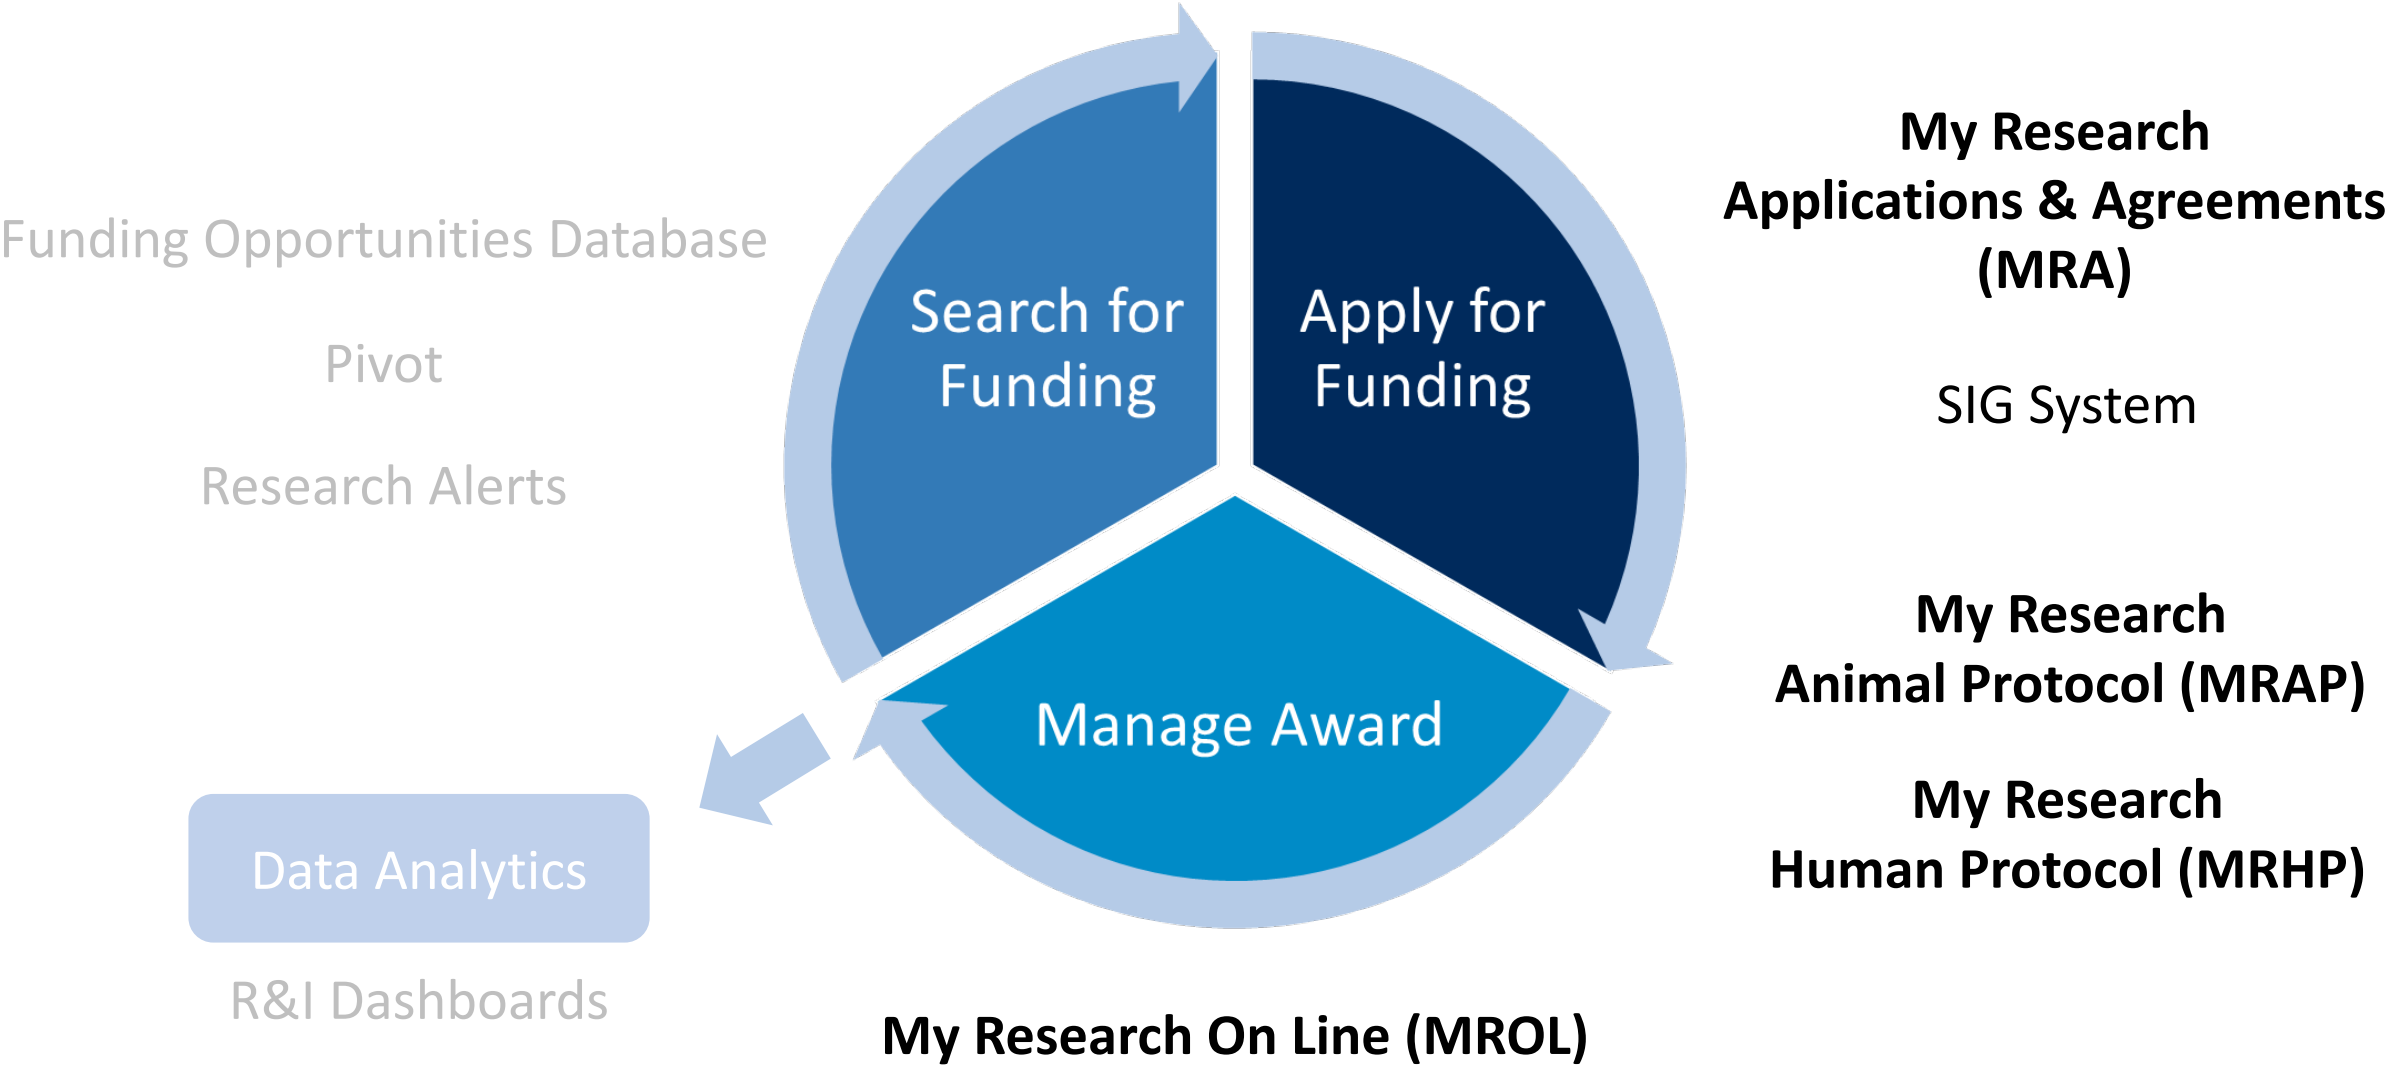 Funding Opportunities Database
Pivot
Research Alerts
Search for
Funding
Apply for
Funding
My Research
Applications & Agreements
(MRA)
SIG System
My Research
Animal Protocol (MRAP)
My Research
Human Protocol (MRHP)
Manage Award
Data Analytics
R&I Dashboards
My Research On Line (MROL)